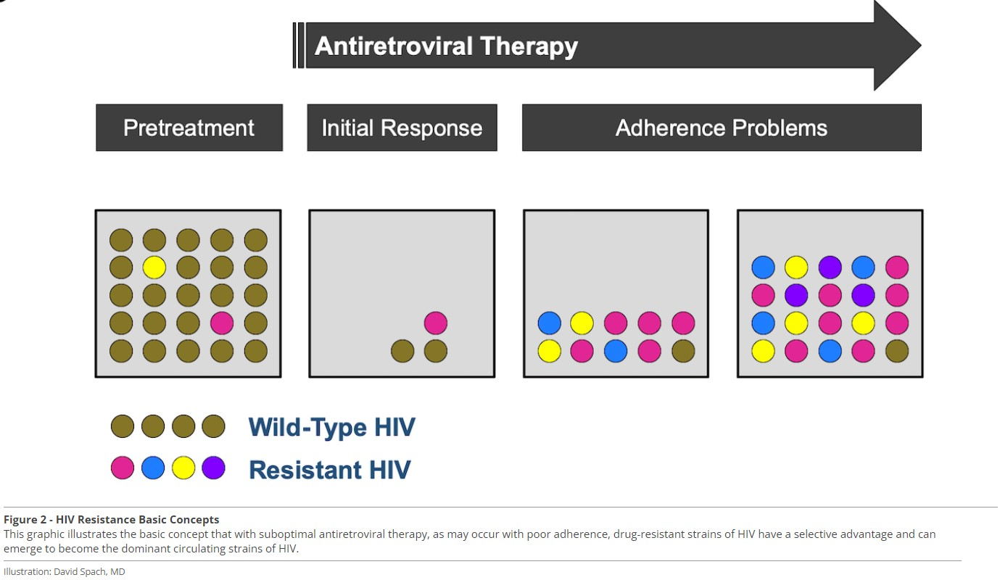 Antiretroviral Therapy
Pretreatment
Initial Response
Adherence Problems
Wild-Type HIV
Resistant HIV
Figure 2 - HIV Resistance Basic Concepts
This graphic illustrates the basic concept that with suboptimal antiretroviral therapy, as may occur with poor adherence, drug-resistant strains of HIV have a selective advantage and can
emerge to become the dominant circulating strains of HIV.
Illustration: David Spach, MD